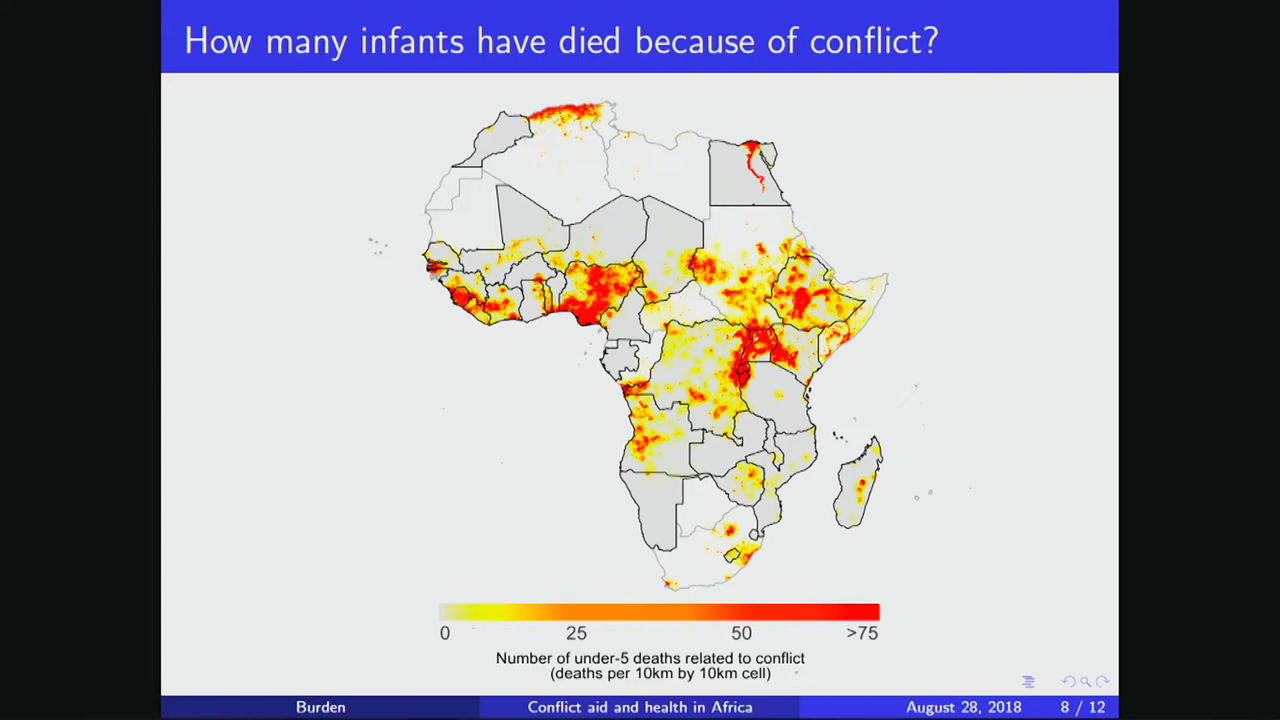 How many infants have died because of conflict?
0 25 50 >75
Number of under-5 deaths related to conflict
(deaths per 10km by 10km cell)
Burden Conflict aid and health in Africa August 28, 2018 8 / 12